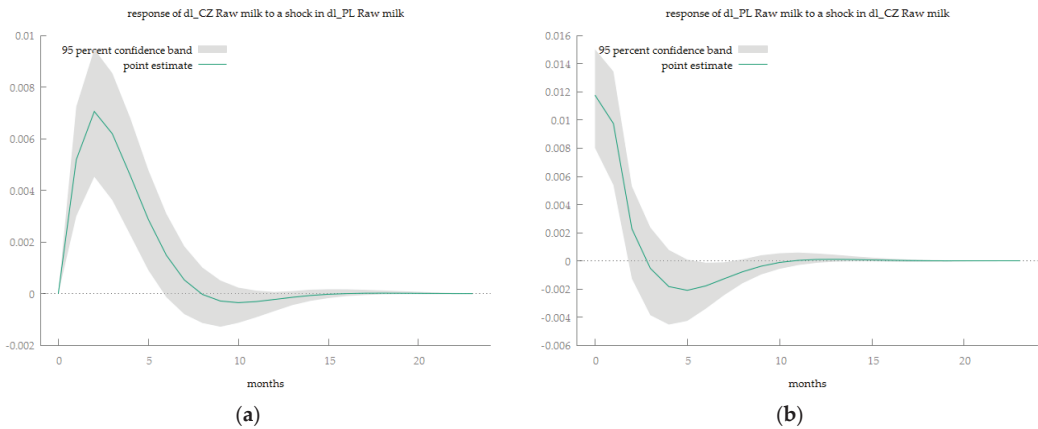 response of dl_CZ Raw milk to a shock in dl_PL Raw milk
0.01
0.008
0.006
0.004
0.002
0
-0.002
95 percent confidence band
point estimate
0
5
10
15
20
months
(a)
response of dl_PL Raw milk to a shock in dl_CZ Raw milk
0.016
0.014
0.012
0.01
0.008
0.006
0.004
0.002
0
-0.002
-0.004
-0.006
95 percent confidence band
point estimate
0
5
10
15
20
months
(b)